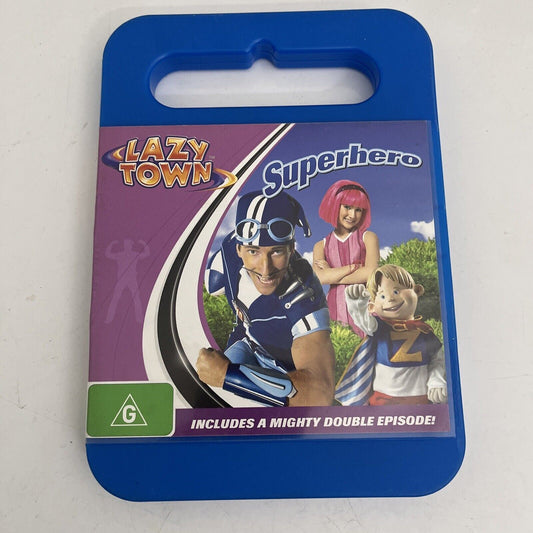 LAZY
TOWN
Superhero
Z
G
INCLUDES A MIGHTY DOUBLE EPISODE!